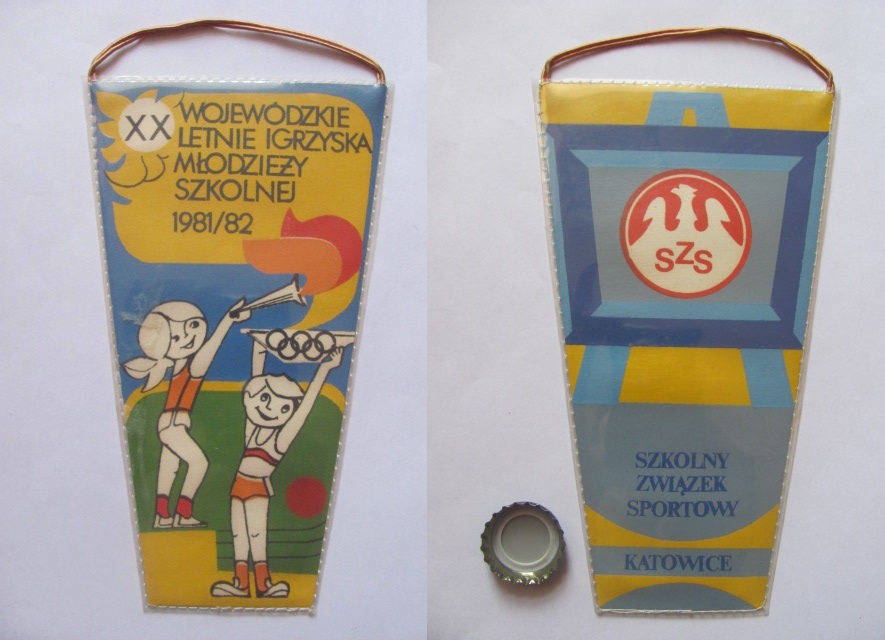 XX
WOJEWÓDZKIE
LETNIE IGRZYSKA
MŁODZIEŻY
SZKOLNEJ
1981/82
SZS
SZKOLNY
ZWIĄZEK
SPORTOWY
KATOWICE